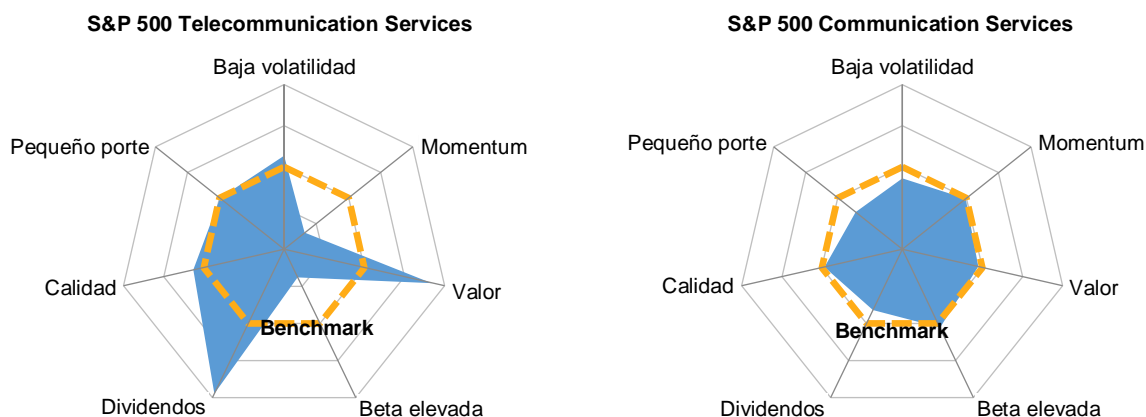 S&P 500 Telecommunication Services
Baja volatilidad
Pequeño porte
Momentum
Calidad
Valor
Benchmark
Dividendos
Beta elevada
S&P 500 Communication Services
Baja volatilidad
Pequeño porte
Momentum
Calidad
Valor
Benchmark
Dividendos
Beta elevada